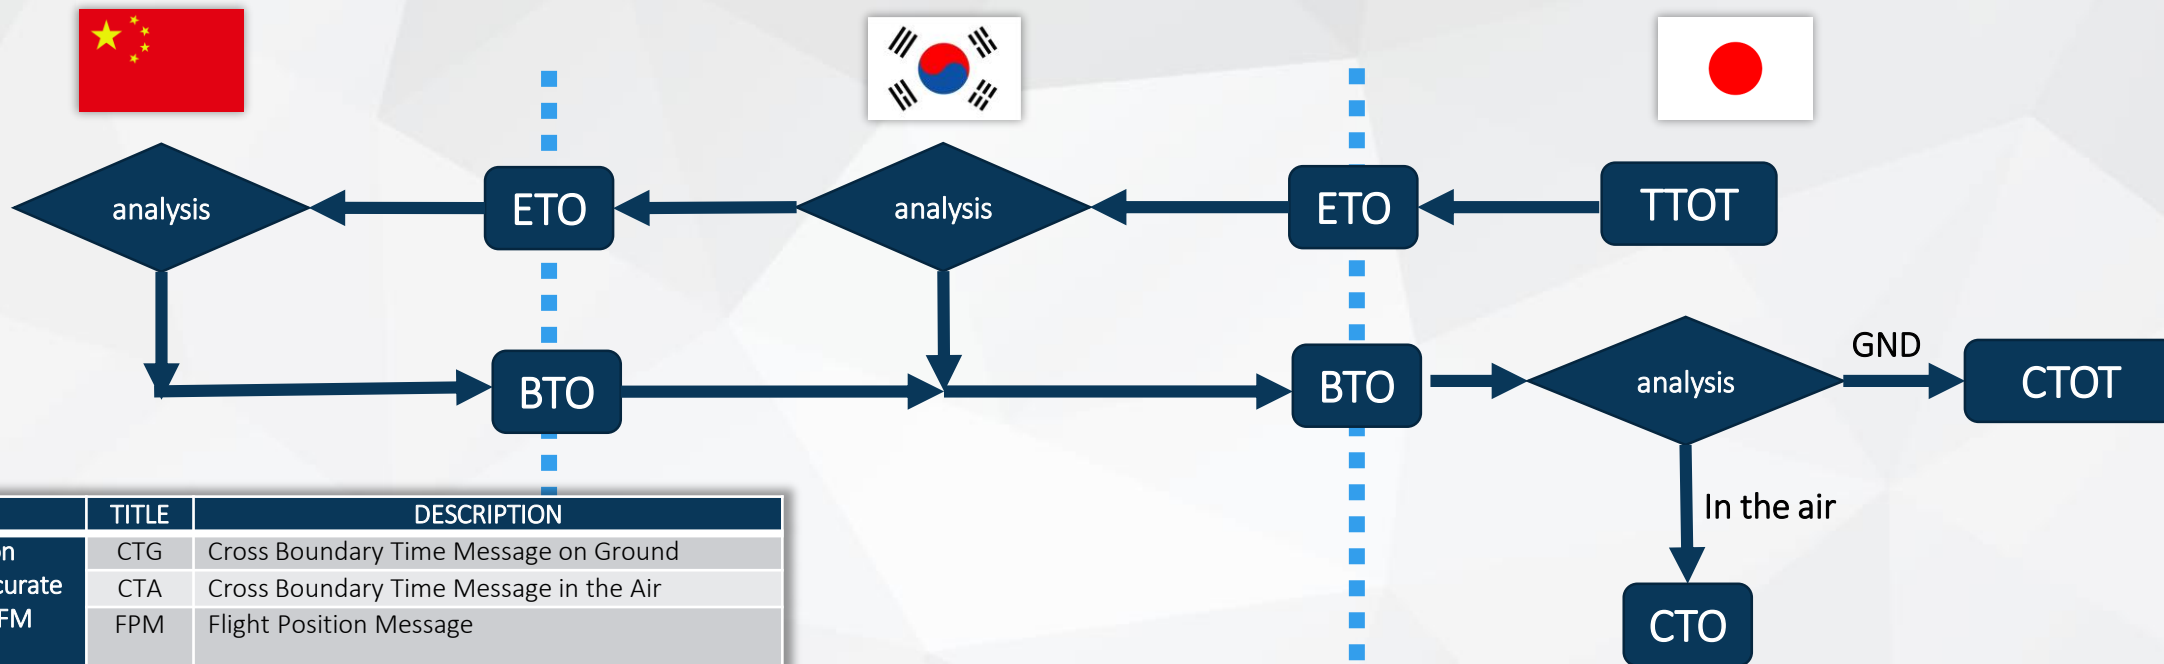 analysis
ETO
analysis
ETO
TTOT
BTO
BTO
analysis
GND
CTOT
In the air
CTO
TITLE DESCRIPTION
CTG Cross Boundary Time Message on Ground
CTA Cross Boundary Time Message in the Air
FM FPM Flight Position Message